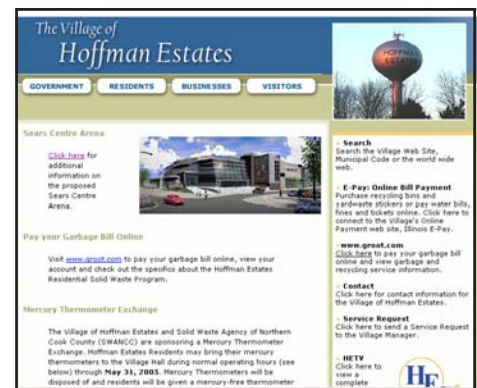 The Village of
Hoffman Estates
HOFFMAN
ESTATES
GOVERNMENT
RESIDENTS
BUSINESSES
VISITORS
Sears Centre Arena
Click here for
additional
information on
the proposed
Sears Centre
Arena.
Pay your Garbage Bill Online
Visit www.groot.com to pay your garbage bill online, view your
account and check out the specifics about the Hoffman Estates
Residential Solid Waste Program.
Mercury Thermometer Exchange
The Village of Hoffman Estates and Solid Waste Agency of Northern
Cook County (SWANCC) are sponsoring a Mercury Thermometer
Exchange. Hoffman Estates Residents may bring their mercury
thermometers to the Village Hall during normal operating hours (see
below) through May 31, 2005. Mercury Thermometers will be
disposed of and residents will be given a mercury-free thermometer
Search
Search the Village Web Site,
Municipal Code or the world wide
web.
E-Pay: Online Bill Payment
Purchase recycling bins and
yardwaste stickers or pay water bills,
fines and tickets online. Click here to
connect to the Village's Online
Payment web site, Illinois E-Pay.
www.groot.com
Click here to pay your garbage bill
online and view garbage and
recycling service information.
Contact
Click here for contact information for
the Village of Hoffman Estates.
Service Request
Click here to send a Service Request
to the Village Manager.
HETV
Click here to
view a
complete
HE